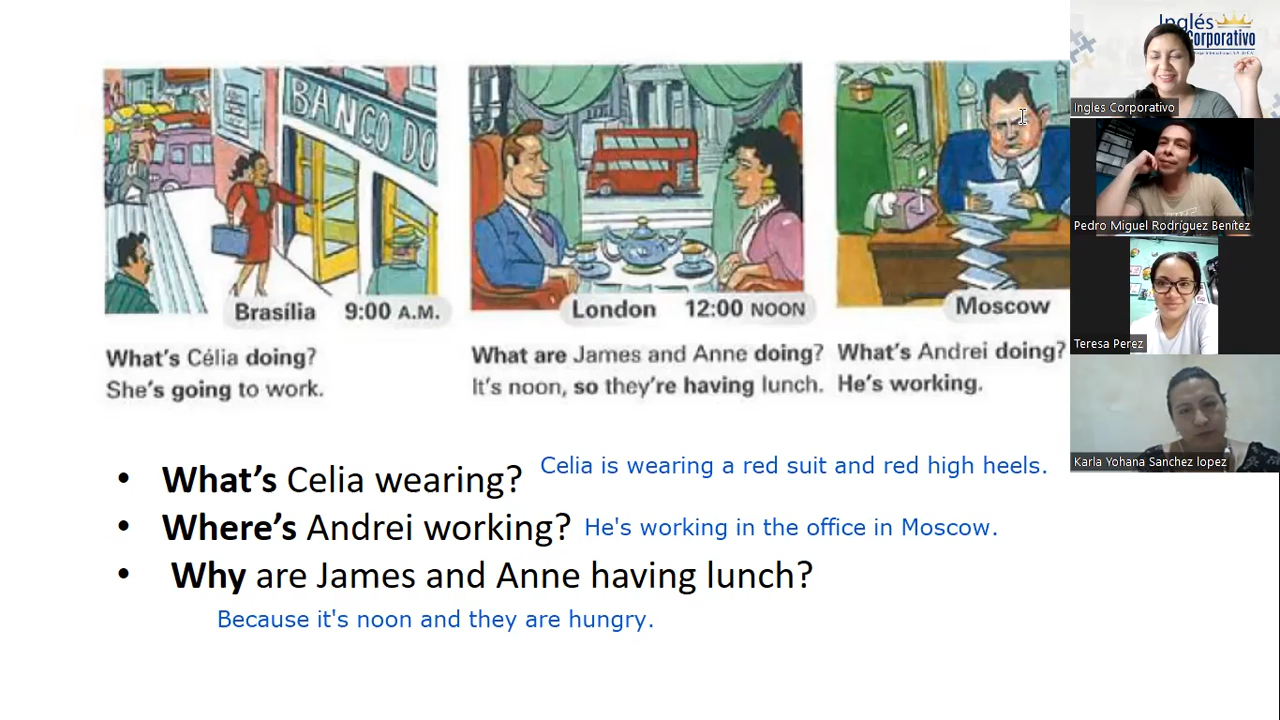 BANCO DO
Brasília 9:00 A.M.
What's Célia doing?
She's going to work.
London 12:00 NOON
What are James and Anne doing?
It's noon, so they're having lunch.
Moscow
What's Andrei doing?
He's working.
• What's Celia wearing? Celia is wearing a red suit and red high heels.
• Where's Andrei working? He's working in the office in Moscow.
• Why are James and Anne having lunch?
Because it's noon and they are hungry.
Inglés
Corporativo
Ingles Corporativo
Pedro Miguel Rodríguez Benítez
Teresa Perez
Karla Yohana Sanchez lopez